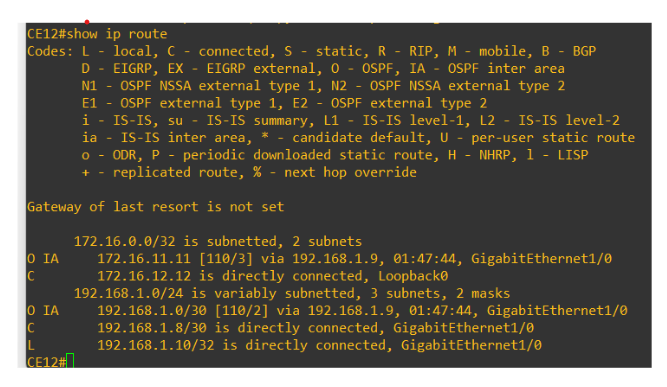 CE12#show ip route
Codes: L - local, C - connected, S - static, R - RIP, M - mobile, B - BGP
       D - EIGRP, EX - EIGRP external, O - OSPF, IA - OSPF inter area
       N1 - OSPF NSSA external type 1, N2 - OSPF NSSA external type 2
       E1 - OSPF external type 1, E2 - OSPF external type 2
       i - IS-IS, su - IS-IS summary, L1 - IS-IS level-1, L2 - IS-IS level-2
       ia - IS-IS inter area, * - candidate default, U - per-user static route
       o - ODR, P - periodic downloaded static route, H - NHRP, l - LISP
       + - replicated route, % - next hop override
Gateway of last resort is not set
      172.16.0.0/32 is subnetted, 2 subnets
O IA     172.16.11.11 [110/3] via 192.168.1.9, 01:47:44, GigabitEthernet1/0
C        172.16.12.12 is directly connected, Loopback0
      192.168.1.0/24 is variably subnetted, 3 subnets, 2 masks
O IA     192.168.1.0/30 [110/2] via 192.168.1.9, 01:47:44, GigabitEthernet1/0
C        192.168.1.8/30 is directly connected, GigabitEthernet1/0
L        192.168.1.10/32 is directly connected, GigabitEthernet1/0
CE12#